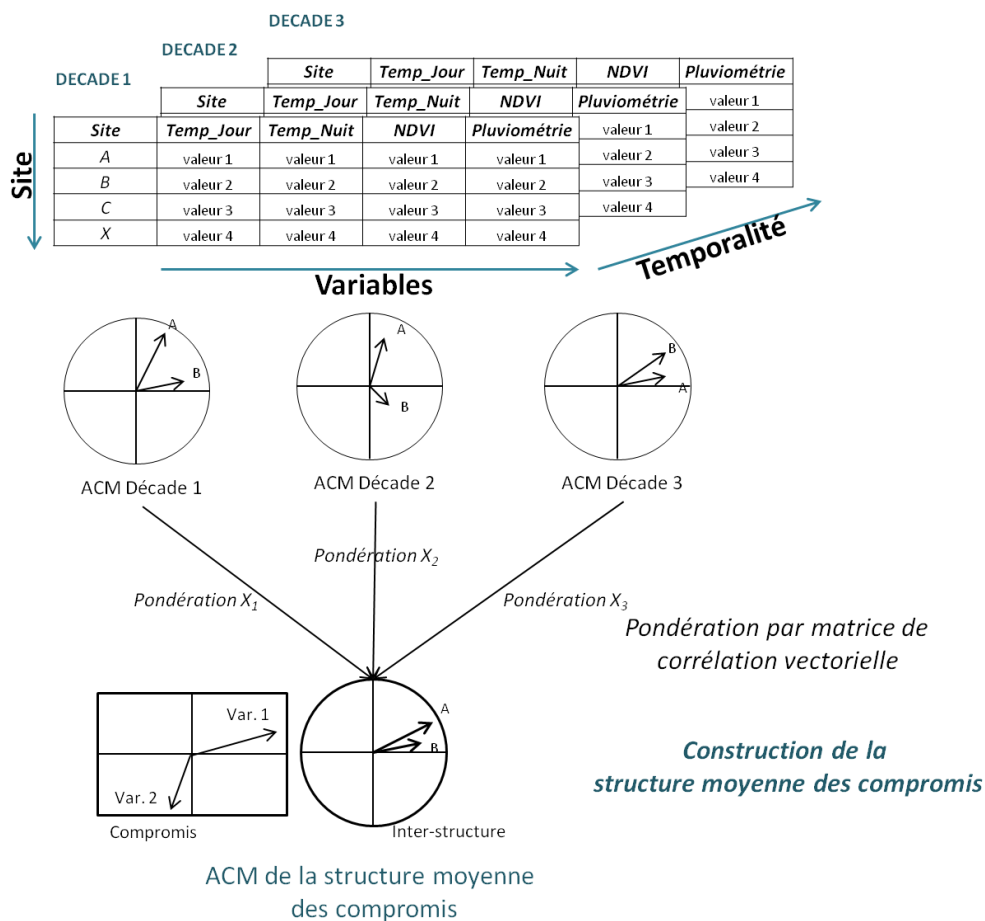 DECADE 3
DECADE 2
DECADE 1
Site Temp_Jour Temp_Nuit NDVI Pluviométrie
valeur 1
valeur 2
valeur 3
valeur 4
Site Temp_Jour Temp_Nuit NDVI Pluviométrie
valeur 1
valeur 2
valeur 3
valeur 4
Site Temp_Jour Temp_Nuit NDVI Pluviométrie
A valeur 1 valeur 1 valeur 1 valeur 1
B valeur 2 valeur 2 valeur 2 valeur 2
C valeur 3 valeur 3 valeur 3 valeur 3
X valeur 4 valeur 4 valeur 4 valeur 4
Site
Variables
Temporalité
A
B
A
B
B
A
ACM Décade 1
ACM Décade 2
ACM Décade 3
Pondération X2
Pondération X1
Pondération X3
Pondération par matrice de
corrélation vectorielle
Var. 1
Var. 2
A
B
Compromis
Inter-structure
Construction de la
structure moyenne des compromis
ACM de la structure moyenne
des compromis